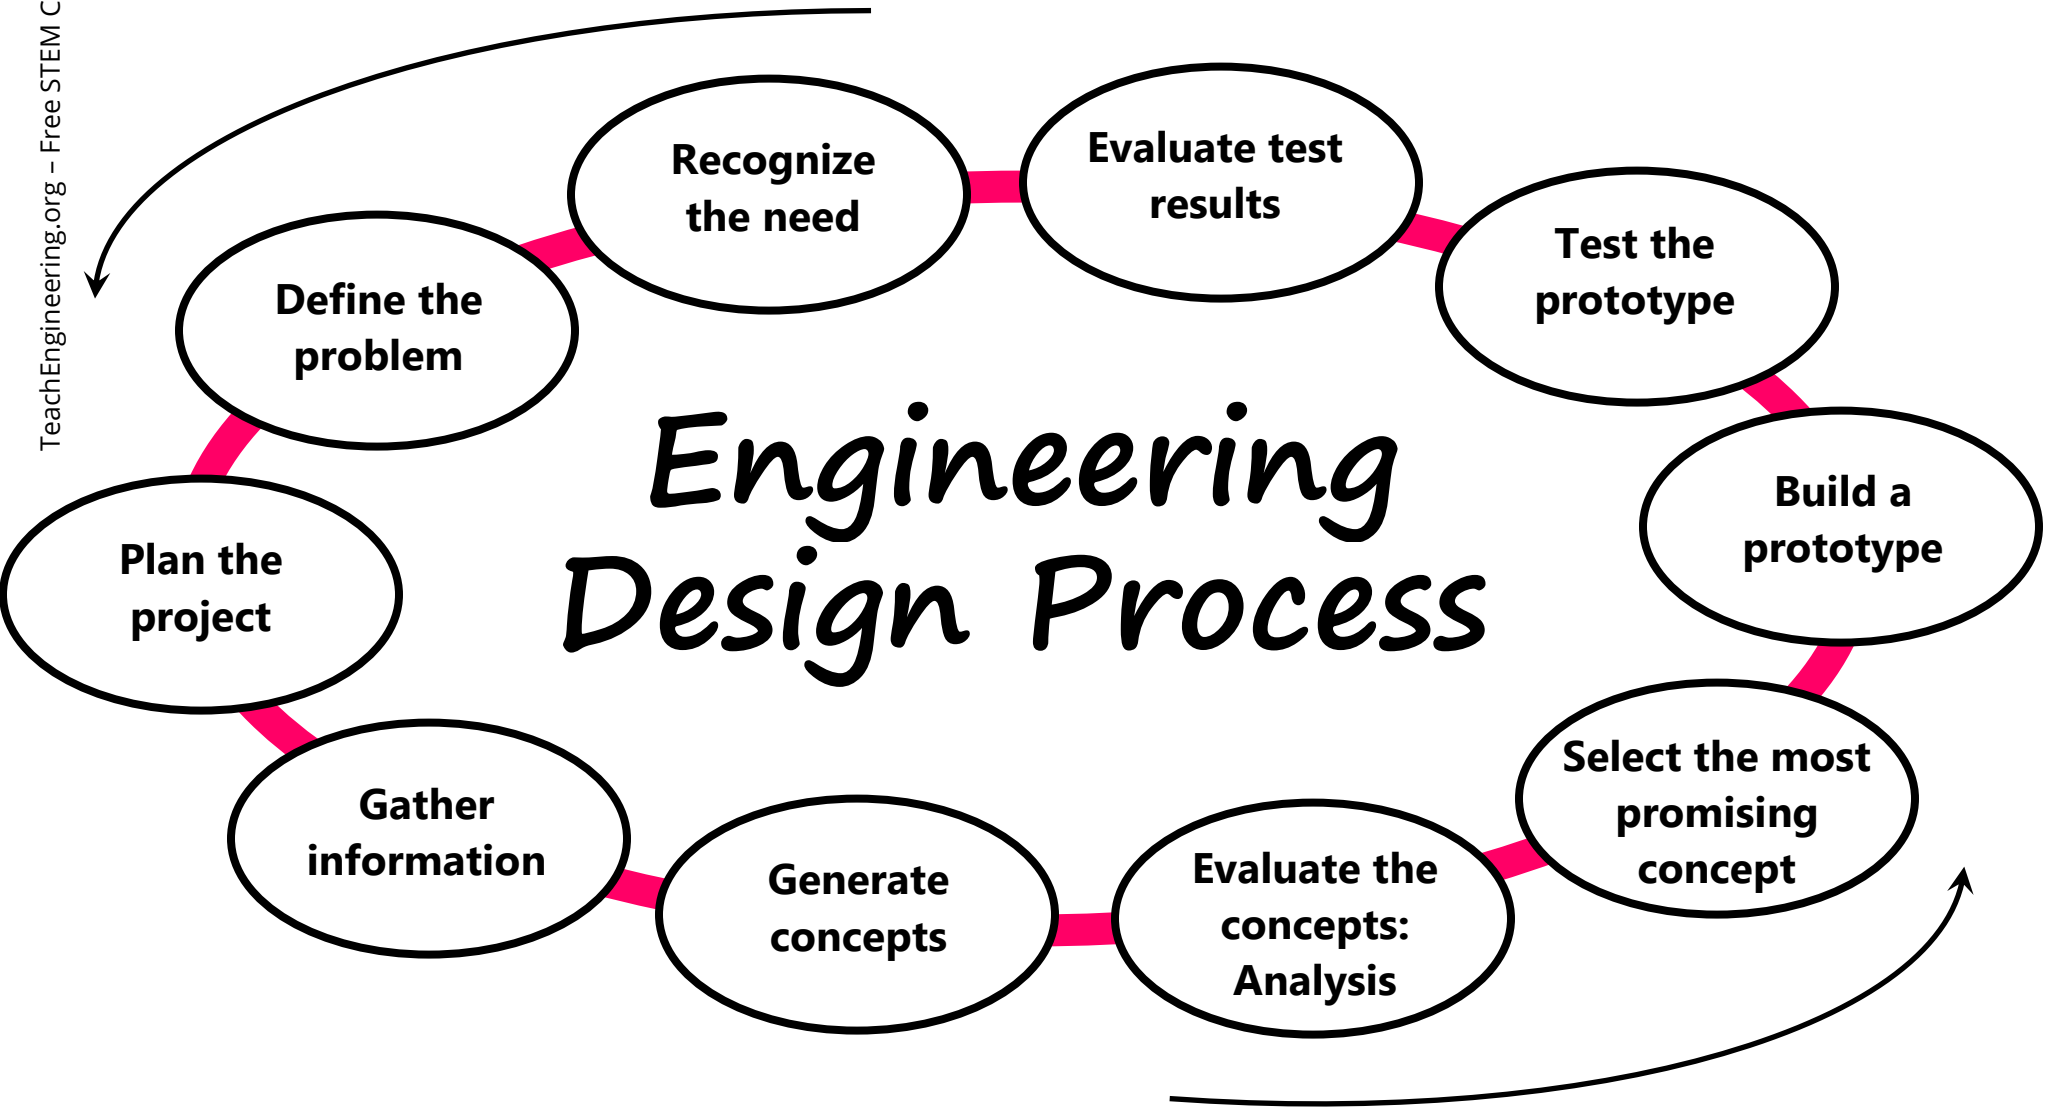 TeachEngineering.org – Free STEM C
Recognize
the need
Define the
problem
Plan the
project
Gather
information
Generate
concepts
Evaluate the
concepts:
Analysis
Select the most
promising
concept
Build a
prototype
Test the
prototype
Evaluate test
results
Engineering
Design Process